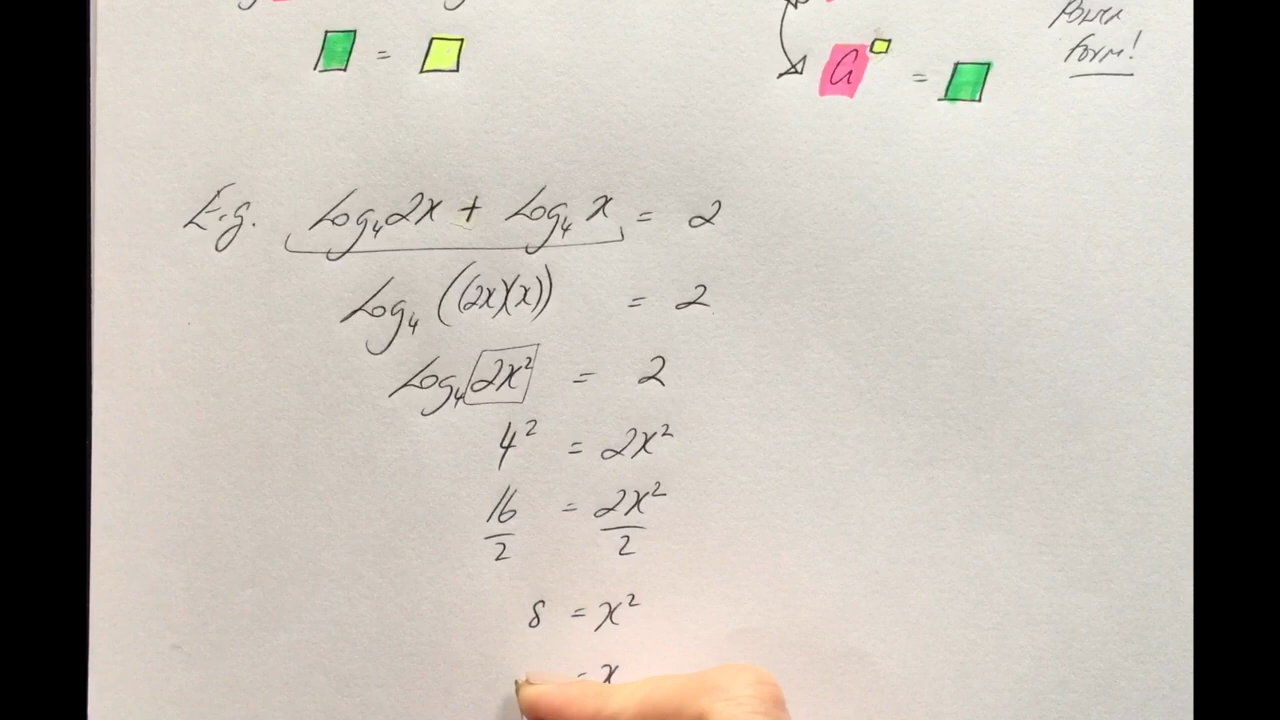 Power
=
a = form!
E.g. Log₄2x + Log₄x = 2
Log₄((2x)(x)) = 2
Log₄2x² = 2
4² = 2x²
16/2 = 2x²/2
8 = x²
= x